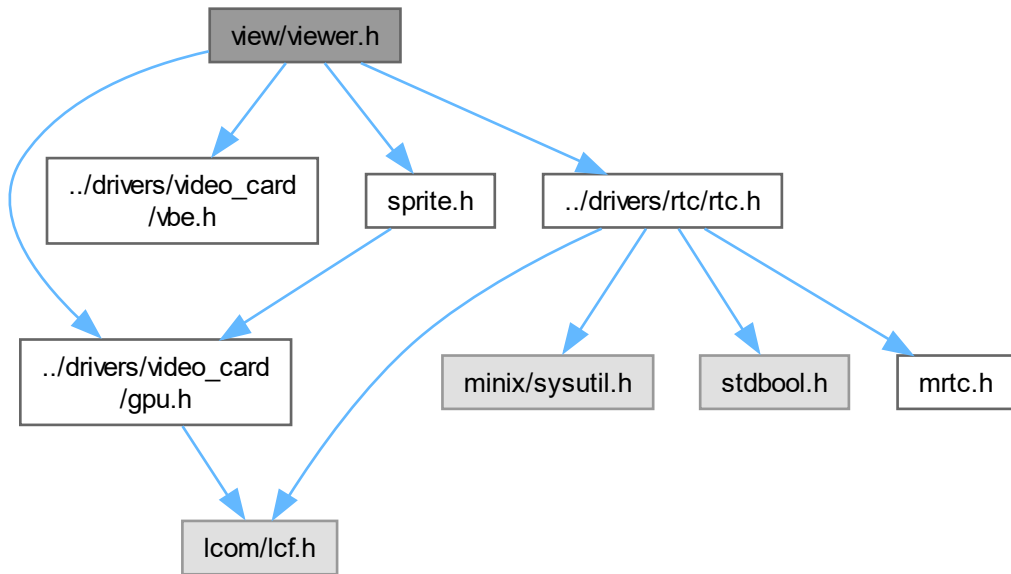 view/viewer.h
../drivers/video_card
/vbe.h
sprite.h
../drivers/rtc/rtc.h
../drivers/video_card
/gpu.h
minix/sysutil.h
stdbool.h
mrtc.h
lcom/lcf.h